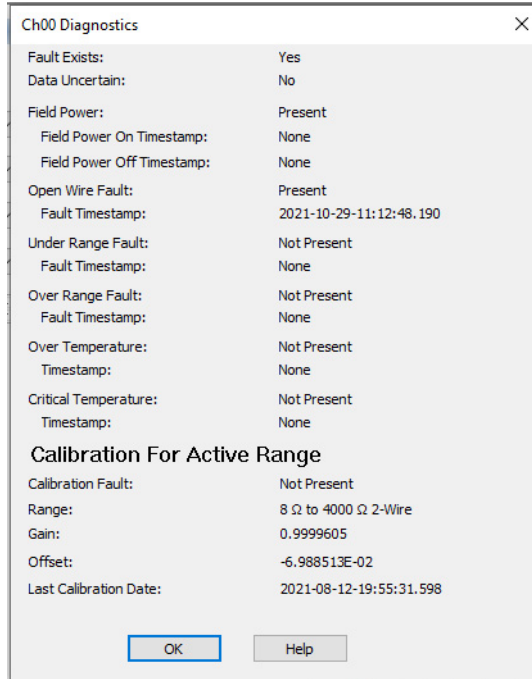 Ch00 Diagnostics
Fault Exists: Yes
Data Uncertain: No
Field Power: Present
Field Power On Timestamp: None
Field Power Off Timestamp: None
Open Wire Fault: Present
Fault Timestamp: 2021-10-29-11:12:48.190
Under Range Fault: Not Present
Fault Timestamp: None
Over Range Fault: Not Present
Fault Timestamp: None
Over Temperature: Not Present
Timestamp: None
Critical Temperature: Not Present
Timestamp: None
Calibration For Active Range
Calibration Fault: Not Present
Range: 8 Ω to 4000 Ω 2-Wire
Gain: 0.9999605
Offset: -6.988513E-02
Last Calibration Date: 2021-08-12-19:55:31.598
OK Help